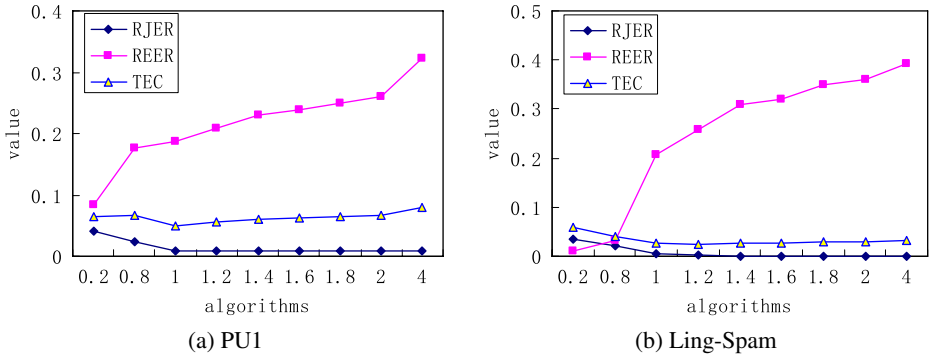 0.4
0.3
0.2
0.1
0
value
RJER
REER
TEC
0.2 0.8 1 1.2 1.4 1.6 1.8 2 4
algorithms
(a) PU1
0.5
0.4
0.3
0.2
0.1
0
value
RJER
REER
TEC
0.2 0.8 1 1.2 1.4 1.6 1.8 2 4
algorithms
(b) Ling-Spam